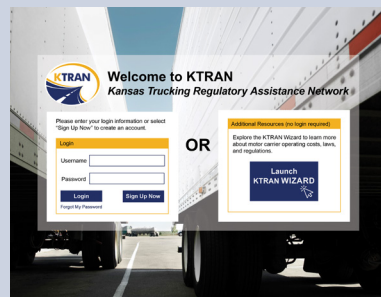 KTRAN
Welcome to KTRAN
Kansas Trucking Regulatory Assistance Network
Please enter your login information or select
"Sign Up Now" to create an account.
Login
Username
Password
Login
Sign Up Now
Forgot My Password
OR
Additional Resources (no login required)
Explore the KTRAN Wizard to learn more
about motor carrier operating costs, laws,
and regulations.
Launch
KTRAN WIZARD